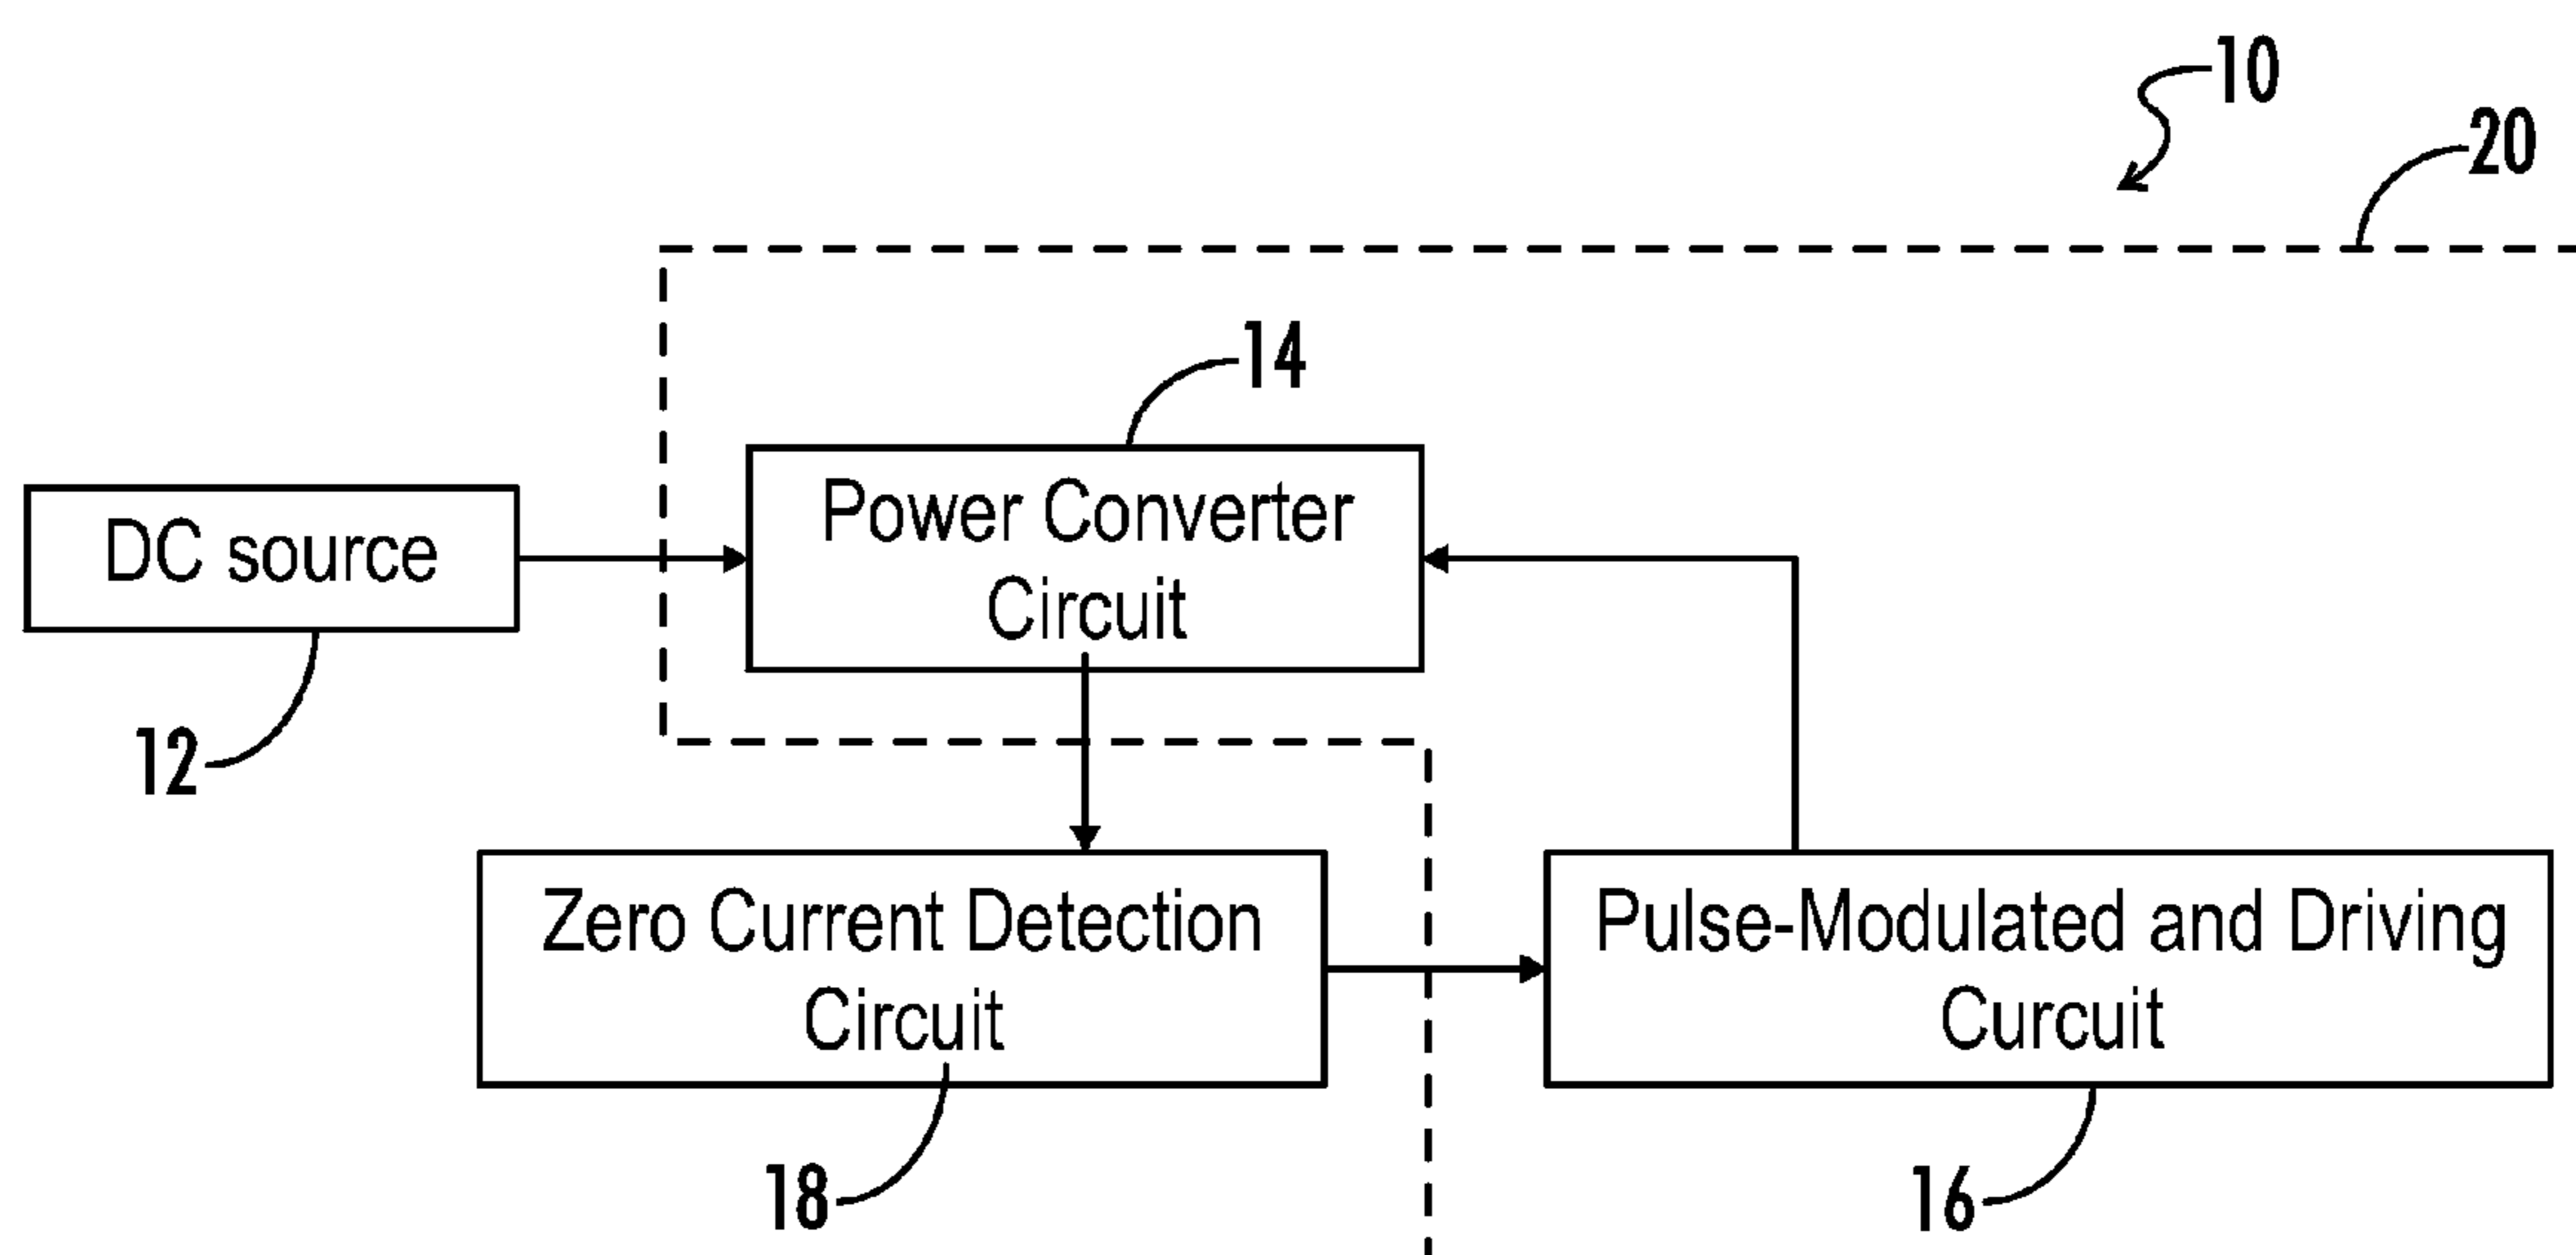 10
20
14
Power Converter
Circuit
DC source
12
Zero Current Detection
Circuit
Pulse-Modulated and Driving
Curcuit
18
16